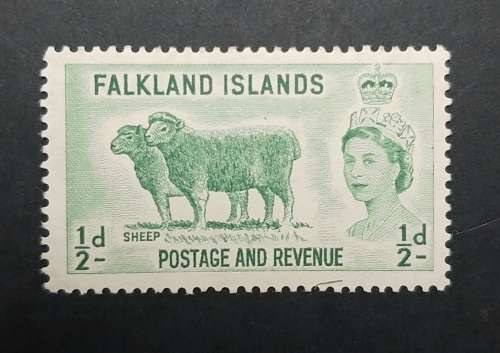 FALKLAND ISLANDS
SHEEP
½d ½d
POSTAGE AND REVENUE